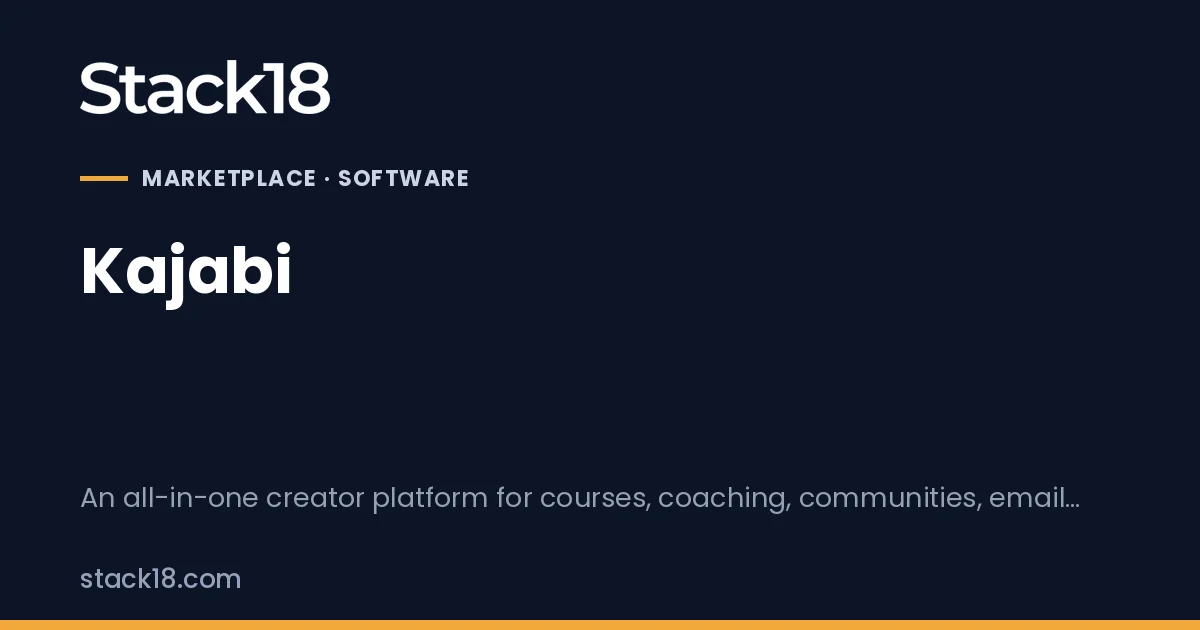 Stack18
MARKETPLACE · SOFTWARE
Kajabi
An all-in-one creator platform for courses, coaching, communities, email…
stack18.com